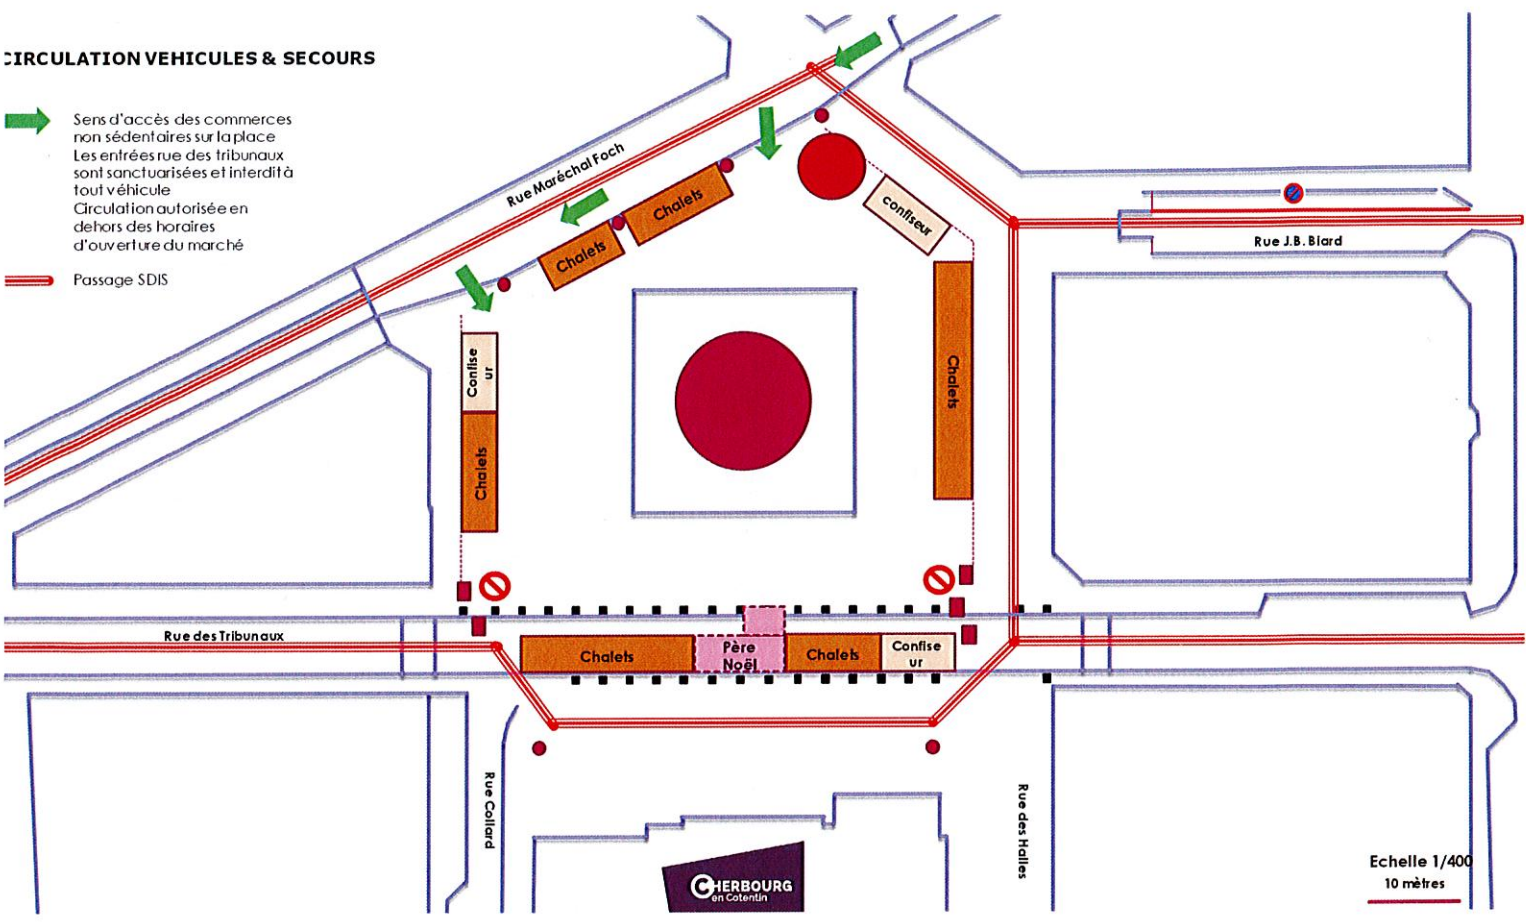 CIRCULATION VEHICULES & SECOURS
Sens d'accès des commerces
non sédentaires sur la place
Les entrées rue des tribunaux
sont sanctuarisées et interdit à
tout véhicule
Circulation autorisée en
dehors des horaires
d'ouverture du marché
Passage SDIS
Rue Maréchal Foch
Chalets
Chalets
confiseur
Rue J.B. Biard
Confise
ur
Chalets
Chalets
Rue des Tribunaux
Chalets
Père
Noël
Chalets
Confise
ur
Rue Collard
Rue des Halles
CHERBOURG
en Cotentin
Echelle 1/400
10 mètres